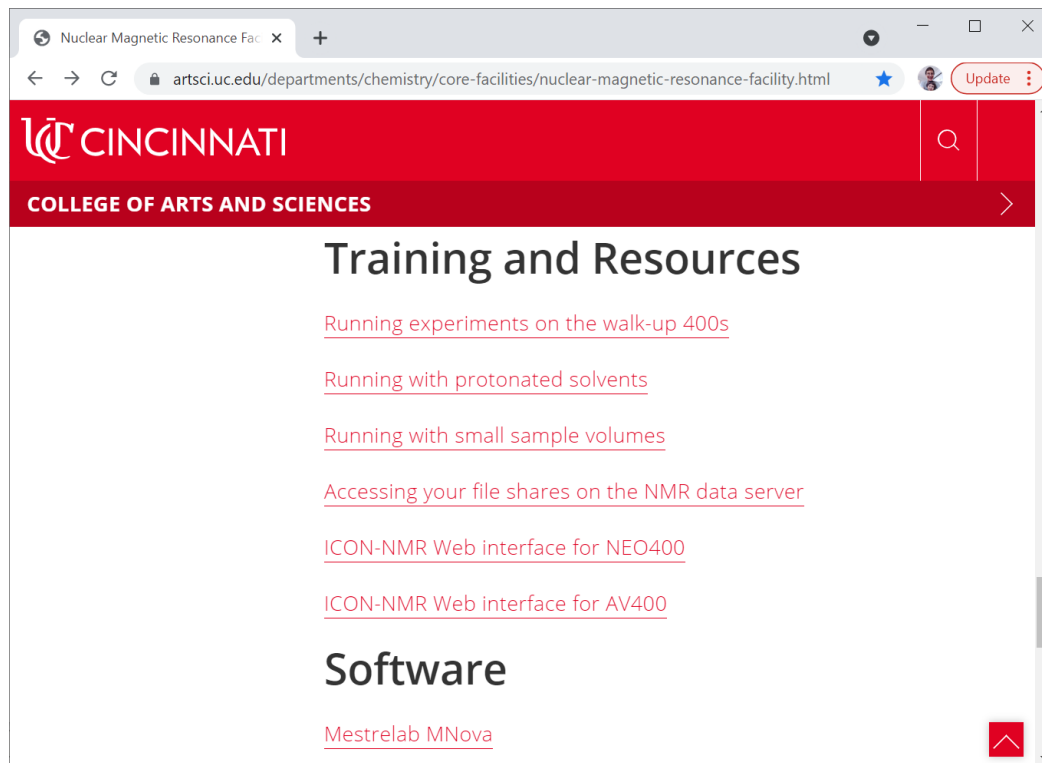 Nuclear Magnetic Resonance Fac
artsci.uc.edu/departments/chemistry/core-facilities/nuclear-magnetic-resonance-facility.html
Update
UC CINCINNATI
COLLEGE OF ARTS AND SCIENCES
Training and Resources
Running experiments on the walk-up 400s
Running with protonated solvents
Running with small sample volumes
Accessing your file shares on the NMR data server
ICON-NMR Web interface for NEO400
ICON-NMR Web interface for AV400
Software
Mestrelab MNova